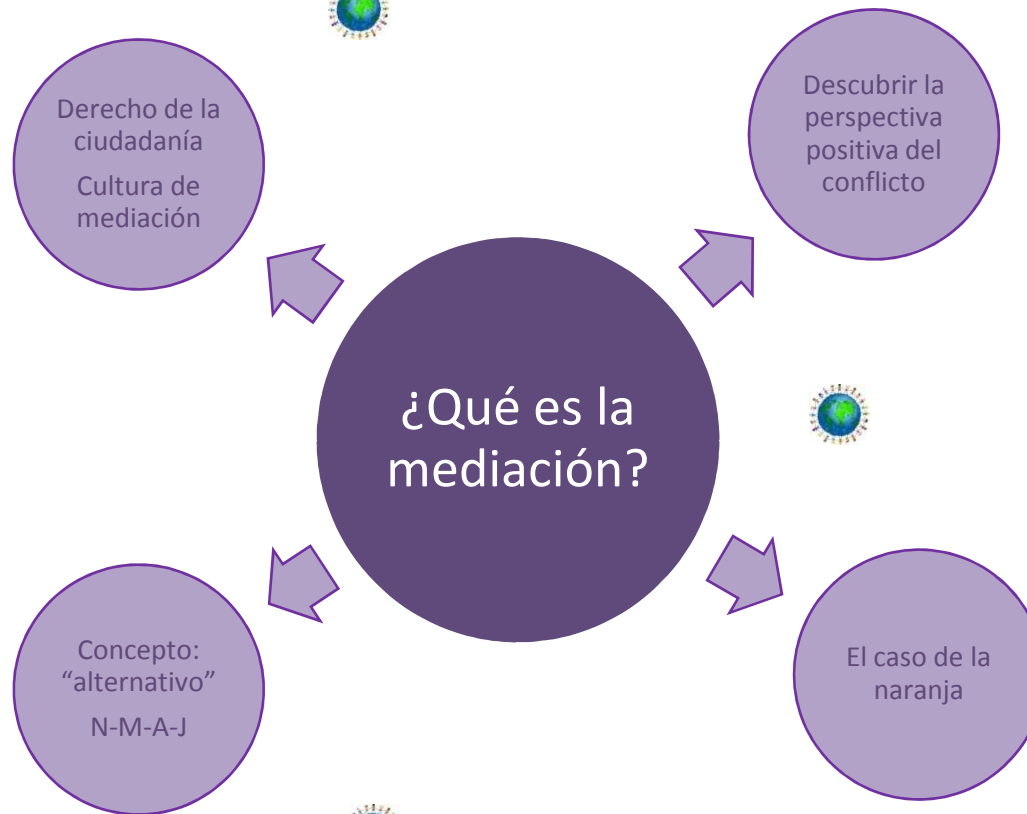 Derecho de la
ciudadanía
Cultura de
mediación
Descubrir la
perspectiva
positiva del
conflicto
¿Qué es la
mediación?
Concepto:
“alternativo”
N-M-A-J
El caso de la
naranja